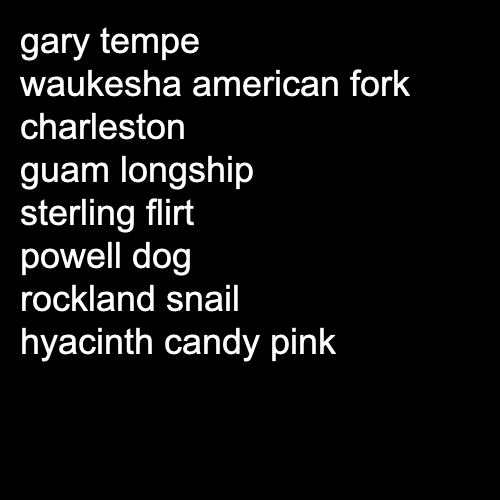 gary tempe
waukesha american fork
charleston
guam longship
sterling flirt
powell dog
rockland snail
hyacinth candy pink